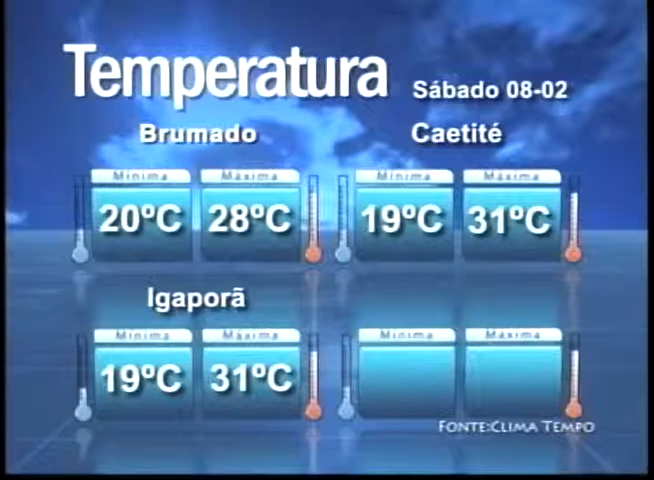 Temperatura
Sábado 08-02
Brumado
Caetité
Mínima Máxima Mínima Máxima
20ºC 28ºC 19ºC 31ºC
Igaporã
Mínima Máxima Mínima Máxima
19ºC 31ºC
FONTE:CLIMA TEMPO